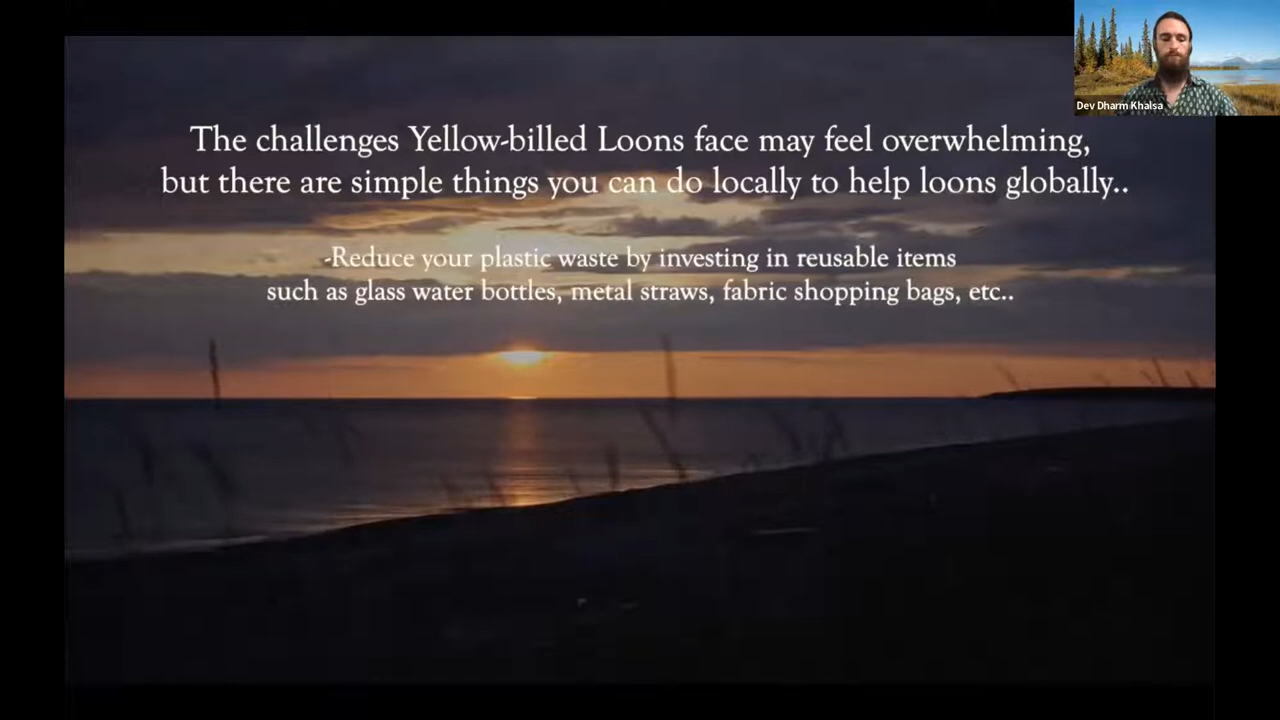 Dev Dharm Khalsa
The challenges Yellow-billed Loons face may feel overwhelming,
but there are simple things you can do locally to help loons globally..
-Reduce your plastic waste by investing in reusable items
such as glass water bottles, metal straws, fabric shopping bags, etc..